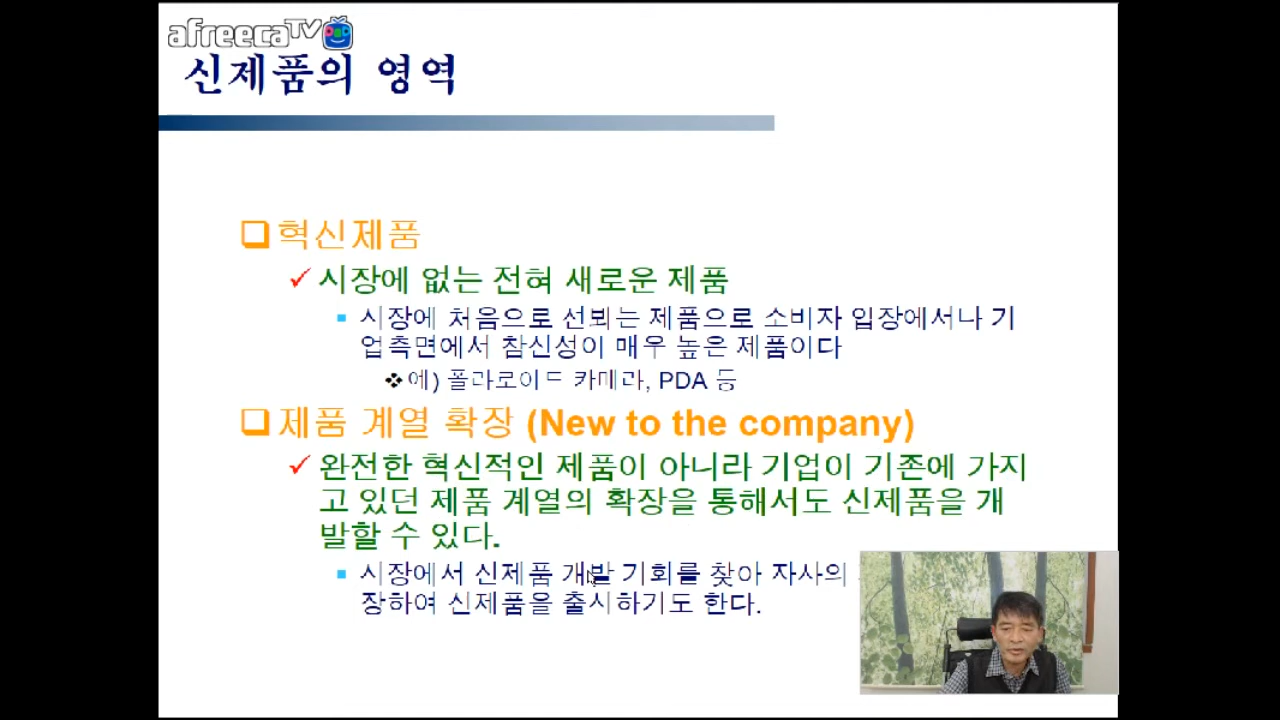 afreecaTV
신제품의 영역
혁신제품
시장에 없는 전혀 새로운 제품
시장에 처음으로 선뵈는 제품으로 소비자 입장에서나 기
업측면에서 참신성이 매우 높은 제품이다
예) 폴라로이드 카메라, PDA 등
제품 계열 확장 (New to the company)
완전한 혁신적인 제품이 아니라 기업이 기존에 가지
고 있던 제품 계열의 확장을 통해서도 신제품을 개
발할 수 있다.
시장에서 신제품 개발 기회를 찾아 자사의
장하여 신제품을 출시하기도 한다.